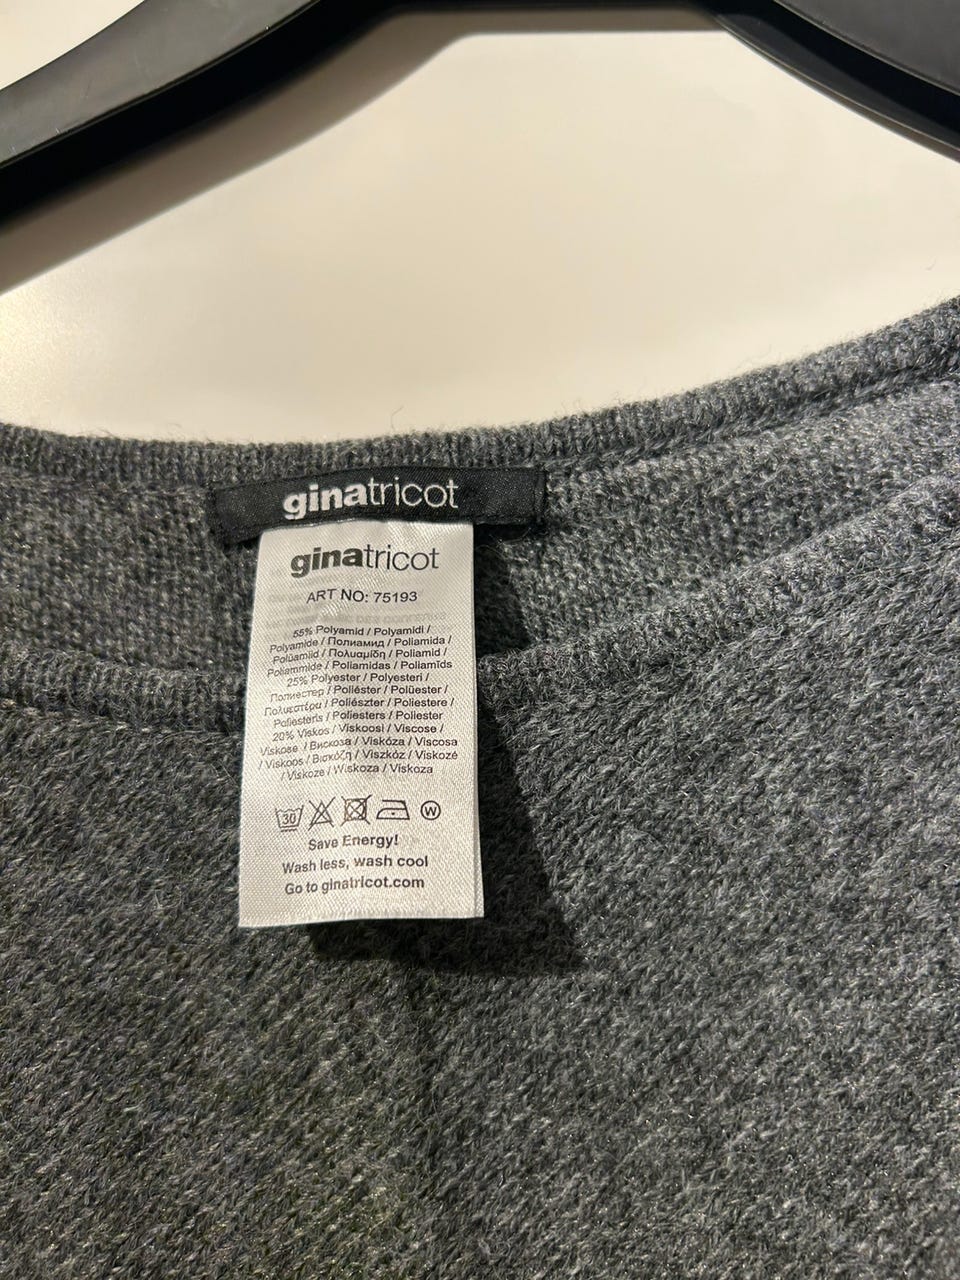 ginatricot
ginatricot
ART NO: 75193
55% Polyamid / Polyamidi /
Polyamide / Полиамид / Poliamida /
Polüamiid / Πολυαμίδη / Poliamid /
Poliammide / Poliamidas / Poliamīds
25% Polyester / Polyesteri /
Полиестер / Poliéster / Polüester /
Πολυεστέρα / Poliészter / Poliestere /
Poliesteris / Poliesters / Poliester
20% Viskos / Viskoosi / Viscose /
Viskose / Вискоза / Viskóza / Viscosa
/ Viskoos / Βισκόζη / Viszkóz / Viskozė
/ Viskoze / Wiskoza / Viskoza
30 W
Save Energy!
Wash less, wash cool
Go to ginatricot.com